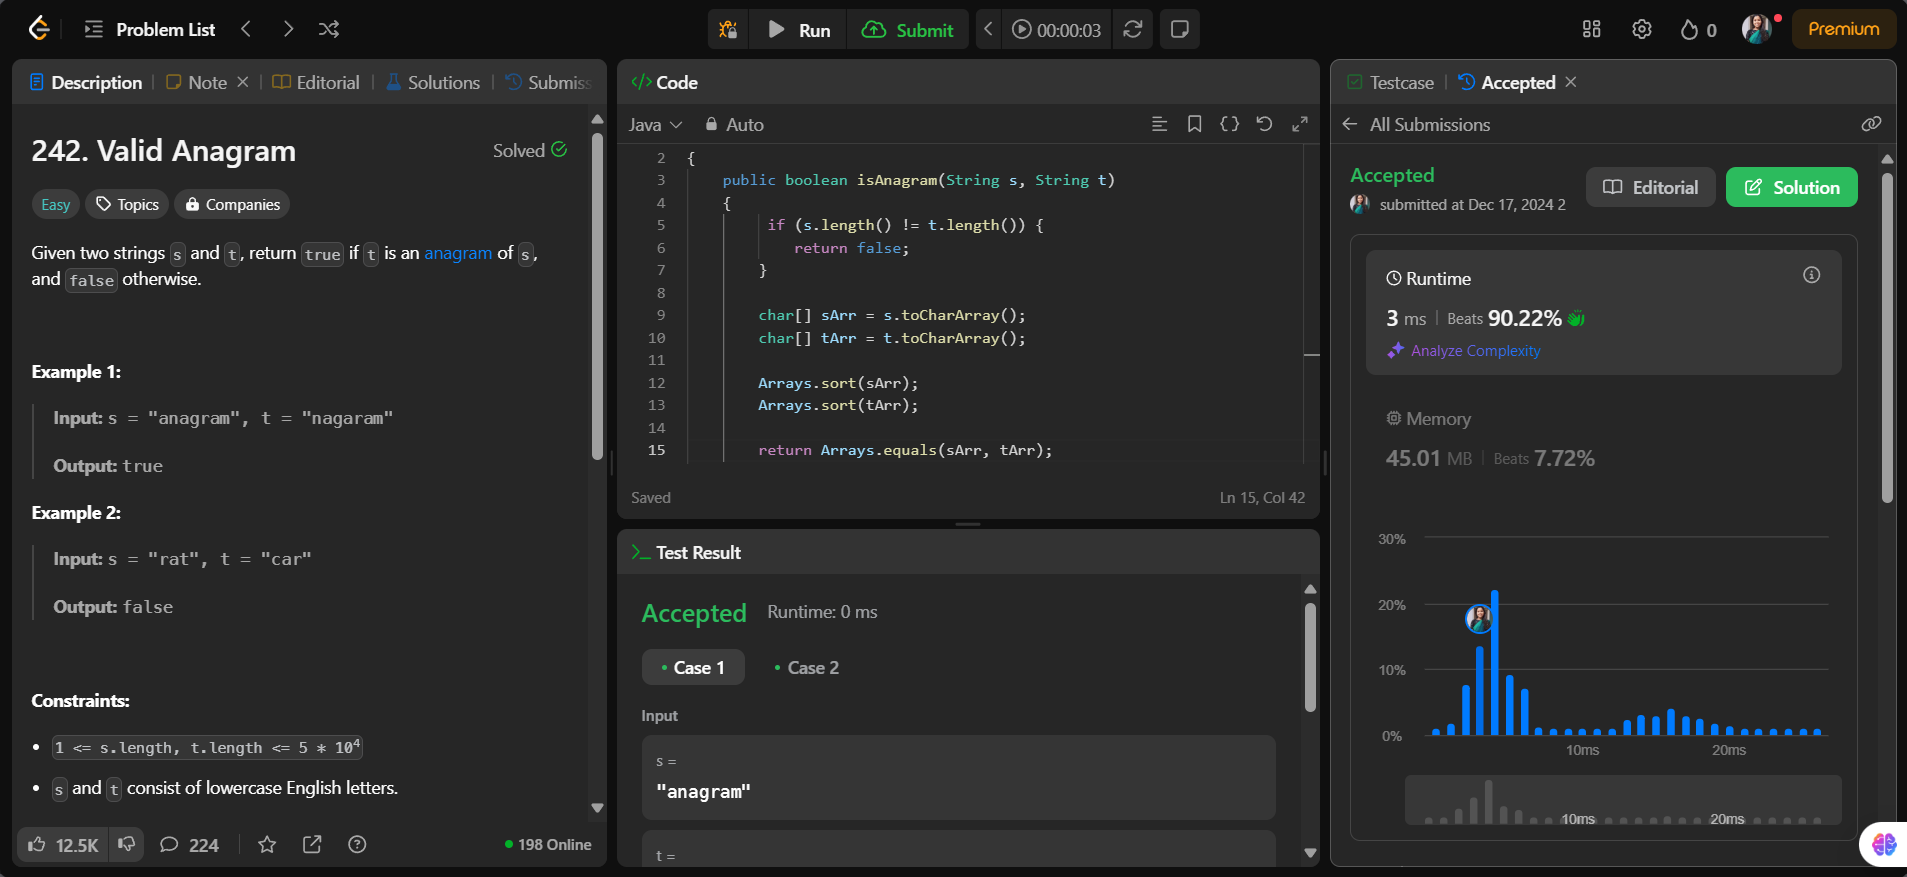 Problem List
Run
Submit
00:00:03
0
Premium
Description
Note
Editorial
Solutions
Submiss
242. Valid Anagram
Solved
Easy
Topics
Companies
Given two strings s and t, return true if t is an anagram of s,
and false otherwise.
Example 1:
Input: s = "anagram", t = "nagaram"
Output: true
Example 2:
Input: s = "rat", t = "car"
Output: false
Constraints:
• 1 <= s.length, t.length <= 5 * 10⁴
• s and t consist of lowercase English letters.
12.5K
224
198 Online
</> Code
Java
Auto
2 {
3 public boolean isAnagram(String s, String t)
4 {
5 if (s.length() != t.length()) {
6 return false;
7 }
8
9 char[] sArr = s.toCharArray();
10 char[] tArr = t.toCharArray();
11
12 Arrays.sort(sArr);
13 Arrays.sort(tArr);
14
15 return Arrays.equals(sArr, tArr);
Saved
Ln 15, Col 42
Test Result
Accepted
Runtime: 0 ms
• Case 1
• Case 2
Input
s =
"anagram"
t =
Testcase
Accepted
All Submissions
Accepted
submitted at Dec 17, 2024 2
Editorial
Solution
Runtime
3 ms | Beats 90.22%
Analyze Complexity
Memory
45.01 MB | Beats 7.72%
30%
20%
10%
0%
10ms
20ms
10ms
20ms